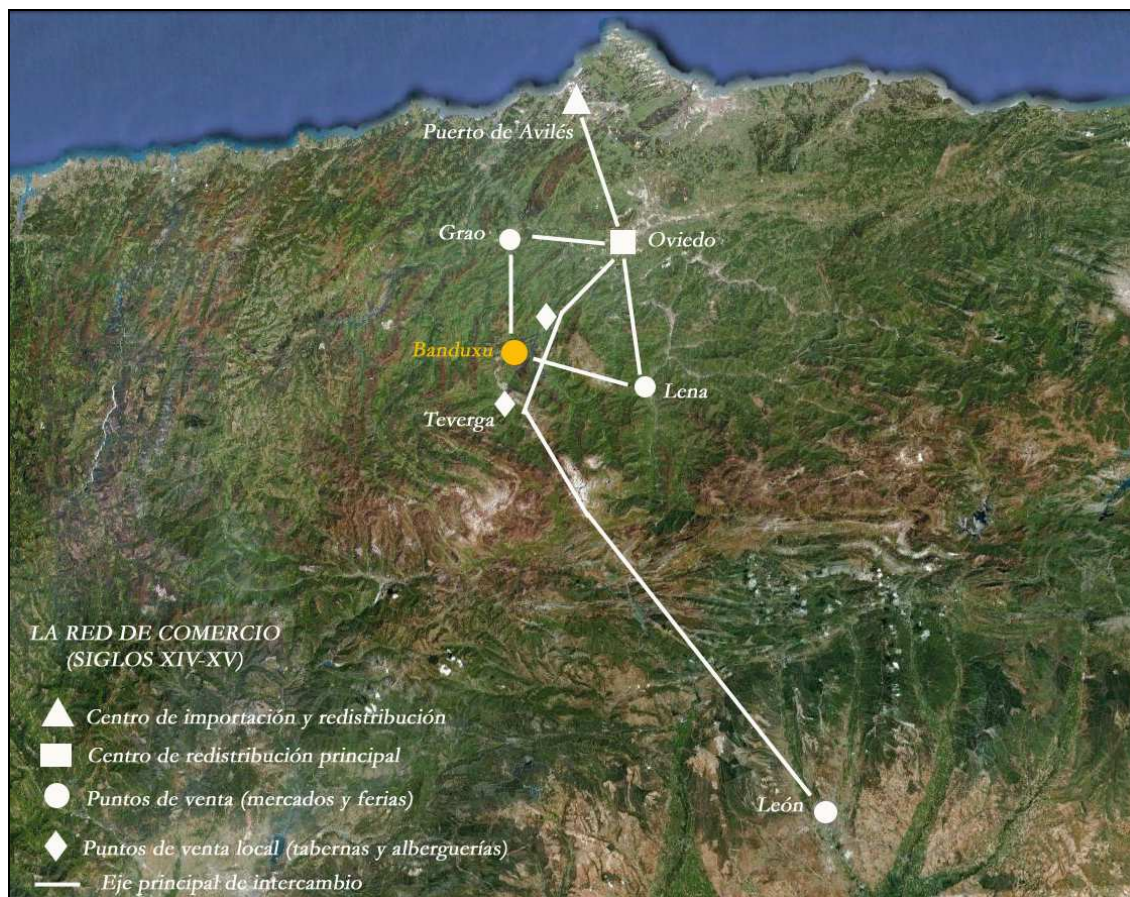 Puerto de Avilés
Grao
Oviedo
Banduxu
Lena
Teverga
León
LA RED DE COMERCIO
(SIGLOS XIV-XV)
Centro de importación y redistribución
Centro de redistribución principal
Puntos de venta (mercados y ferias)
Puntos de venta local (tabernas y alberguerías)
Eje principal de intercambio